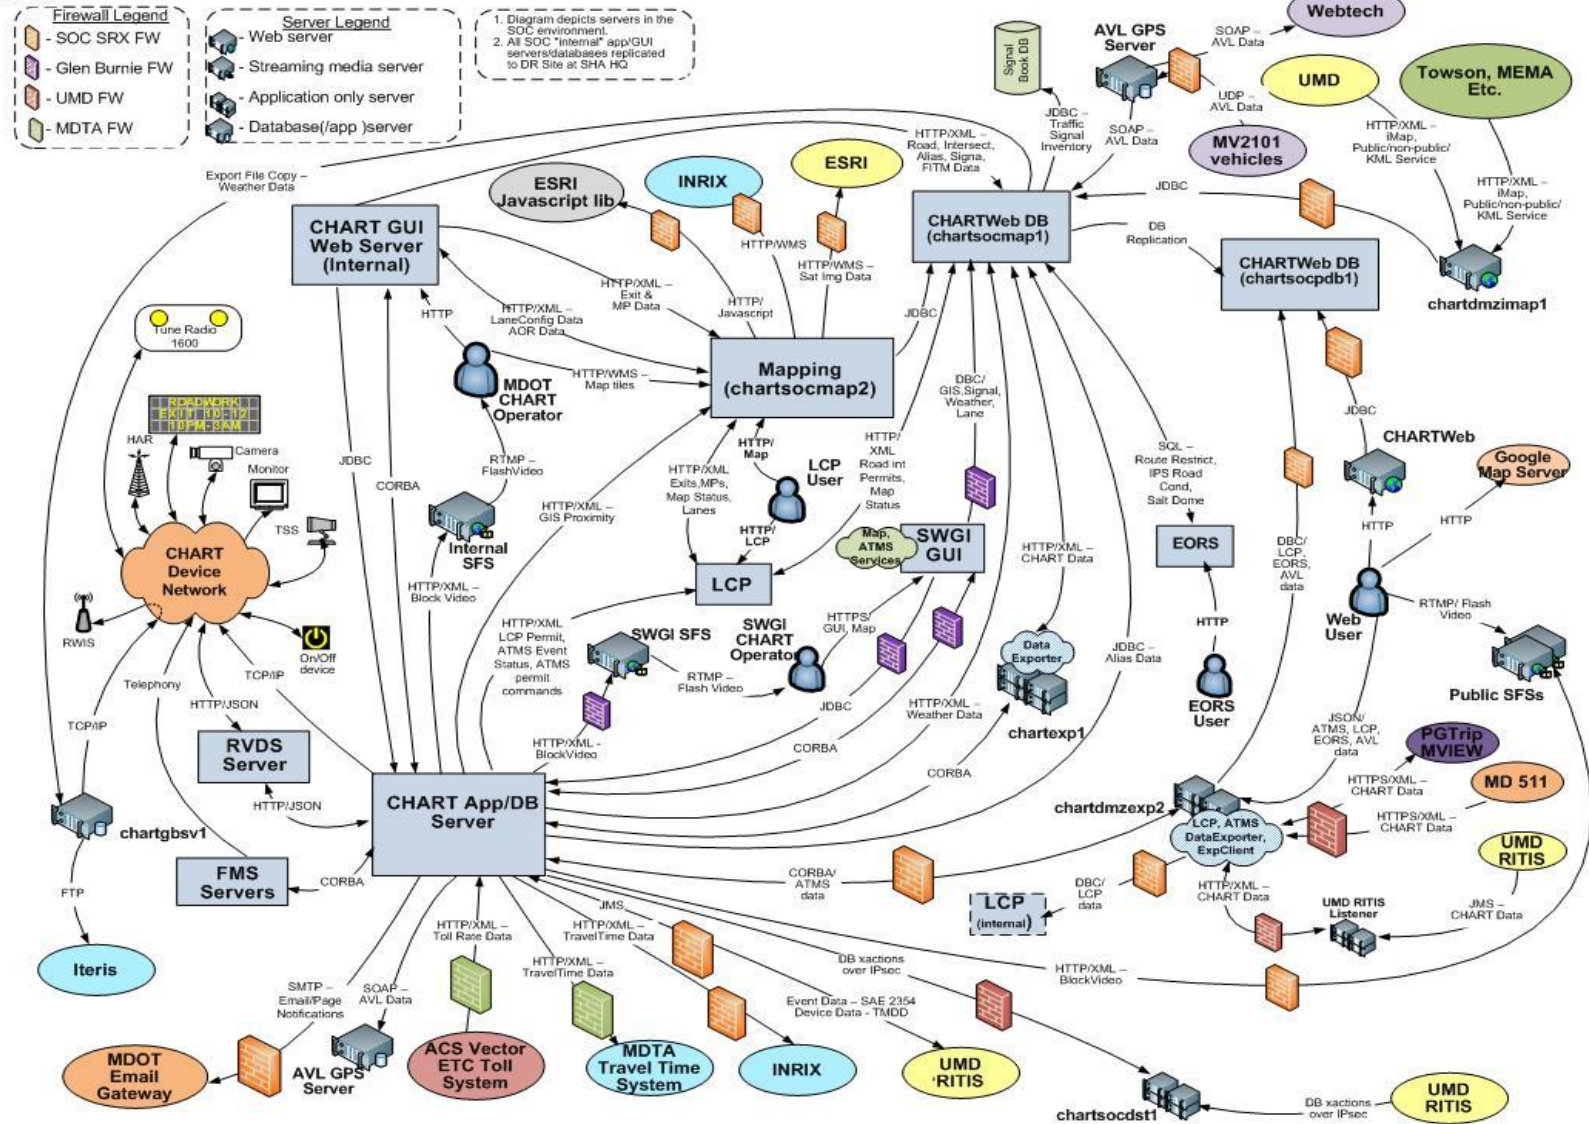 Firewall Legend
- SOC SRX FW
- Glen Burnie FW
- UMD FW
- MDTA FW
Server Legend
- Web server
- Streaming media server
- Application only server
- Database(/app )server
1. Diagram depicts servers in the
SOC environment.
2. All SOC "internal" app/GUI
servers/databases replicated
to DR Site at SHA HQ
Signal
Book DB
AVL GPS
Server
SOAP –
AVL Data
Webtech
UDP –
AVL Data
MV2101
vehicles
UMD
Towson, MEMA
Etc.
HTTP/XML –
iMap,
Public/non-public/
KML Service
HTTP/XML –
iMap,
Public/non-public/
KML Service
JDBC –
Traffic
Signal
Inventory
SOAP –
AVL Data
HTTP/XML –
Road, Intersect,
Alias, Signa,
FITM Data
JDBC
chartdmzimap1
Export File Copy –
Weather Data
ESRI
Javascript lib
INRIX
ESRI
CHART GUI
Web Server
(Internal)
CHARTWeb DB
(chartsocmap1)
DB
Replication
CHARTWeb DB
(chartsocpdb1)
HTTP/WMS
HTTP/WMS –
Sat Img Data
HTTP/
Javascript
HTTP/XML –
Exit &
MP Data
HTTP/XML –
LaneConfig Data
AOR Data
HTTP
JDBC
Mapping
(chartsocmap2)
HTTP/WMS –
Map tiles
MDOT
CHART
Operator
Tune Radio
1600
ROADWORK
EXIT 10-12
10PM-3AM
HAR
Camera
Monitor
TSS
CHART
Device
Network
RWIS
On/Off
device
JDBC
CORBA
RTMP –
FlashVideo
Internal
SFS
HTTP/XML –
Block Video
HTTP/XML –
GIS Proximity
HTTP/XML
Exits,MPs,
Map Status,
Lanes
HTTP/
Map
LCP
User
HTTP/
LCP
LCP
HTTP/
XML
Road int
Permits,
Map
Status
DBC/
GIS,Signal,
Weather,
Lane
Map,
ATMS
Services
SWGI
GUI
HTTP/XML –
CHART Data
SQL –
Route Restrict,
IPS Road
Cond,
Salt Dome
EORS
HTTP
EORS
User
JDBC
CHARTWeb
Google
Map Server
HTTP
HTTP
Web
User
RTMP/ Flash
Video
Public SFSs
DBC/
LCP,
EORS,
AVL
data
JSON/
ATMS, LCP,
EORS, AVL
data
HTTP/XML
LCP Permit,
ATMS Event
Status, ATMS
permit
commands
SWGI SFS
SWGI
CHART
Operator
HTTPS/
GUI, Map
RTMP –
Flash Video
HTTP/XML -
BlockVideo
JDBC
CORBA
HTTP/XML –
Weather Data
CORBA
Data
Exporter
chartexp1
JDBC –
Alias Data
Telephony
TCP/IP
TCP/IP
HTTP/JSON
RVDS
Server
HTTP/JSON
CHART App/DB
Server
chartgbsv1
FMS
Servers
CORBA
FTP
Iteris
PGTrip
MVIEW
HTTPS/XML –
CHART Data
MD 511
HTTPS/XML –
CHART Data
chartdmzexp2
LCP, ATMS
DataExporter,
ExpClient
UMD
RITIS
JMS –
CHART Data
UMD RITIS
Listener
HTTP/XML –
CHART Data
DBC/
LCP
data
LCP
(internal)
CORBA/
ATMS
data
HTTP/XML –
BlockVideo
DB xactions
over IPsec
JMS
HTTP/XML –
TravelTime Data
HTTP/XML –
TravelTime Data
HTTP/XML –
Toll Rate Data
SOAP –
AVL Data
SMTP –
Email/Page
Notifications
Event Data – SAE 2354
Device Data - TMDD
MDOT
Email
Gateway
AVL GPS
Server
ACS Vector
ETC Toll
System
MDTA
Travel Time
System
INRIX
UMD
'RITIS
chartsocdst1
DB xactions
over IPsec
UMD
RITIS